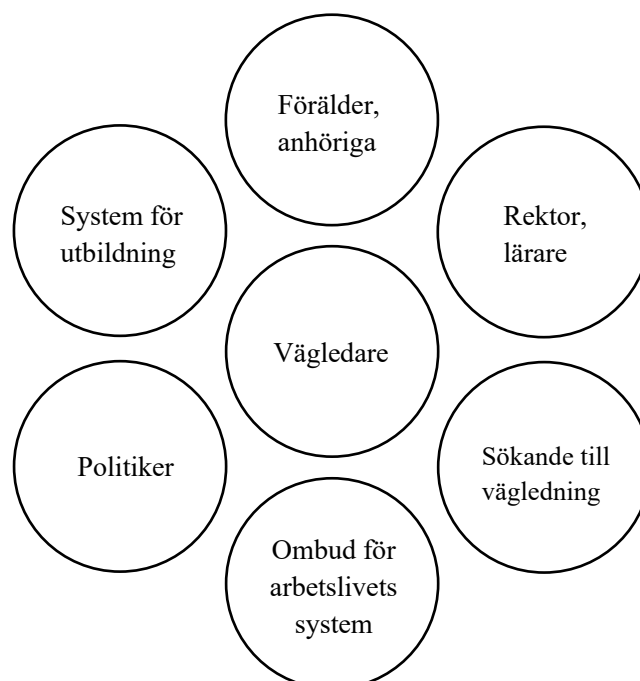 Förälder,
anhöriga
System för
utbildning
Rektor,
lärare
Vägledare
Politiker
Sökande till
vägledning
Ombud för
arbetslivets
system